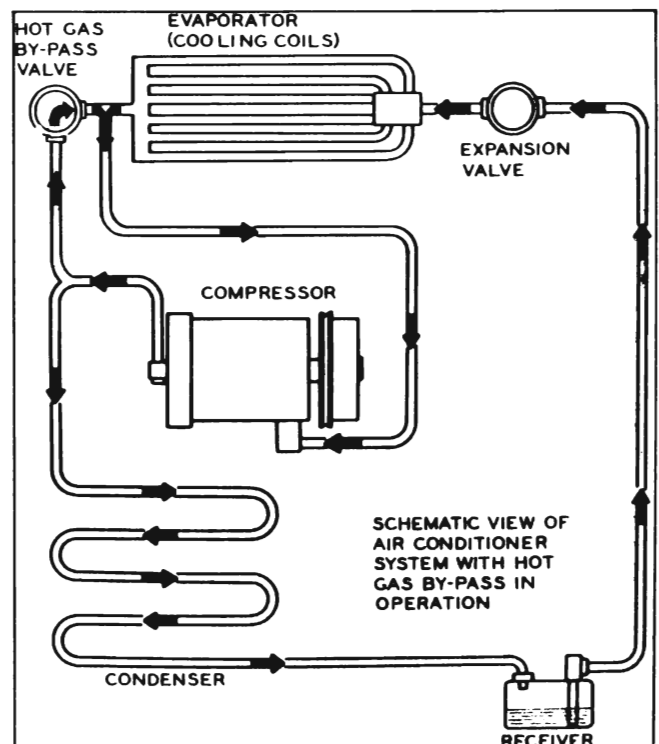 HOT GAS
BY-PASS
VALVE
EVAPORATOR
(COOLING COILS)
EXPANSION
VALVE
COMPRESSOR
SCHEMATIC VIEW OF
AIR CONDITIONER
SYSTEM WITH HOT
GAS BY-PASS IN
OPERATION
CONDENSER
RECEIVER